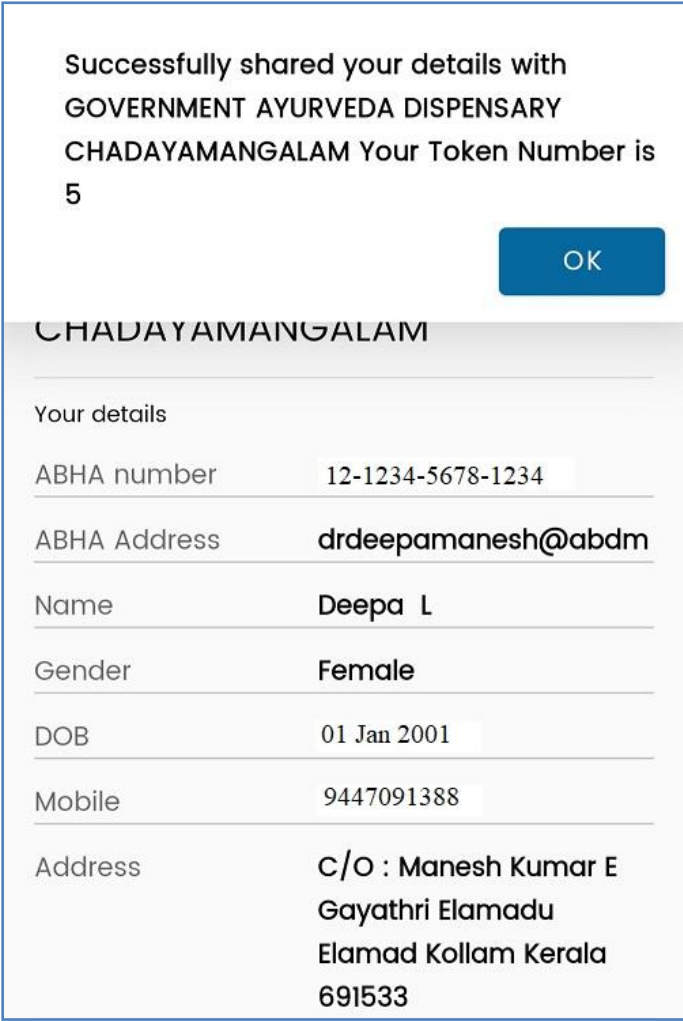 Successfully shared your details with
GOVERNMENT AYURVEDA DISPENSARY
CHADAYAMANGALAM Your Token Number is
5
OK
CHADAYAMANGALAM
Your details
ABHA number 12-1234-5678-1234
ABHA Address drdeepamanesh@abdm
Name Deepa L
Gender Female
DOB 01 Jan 2001
Mobile 9447091388
Address C/O : Manesh Kumar E
Gayathri Elamadu
Elamad Kollam Kerala
691533